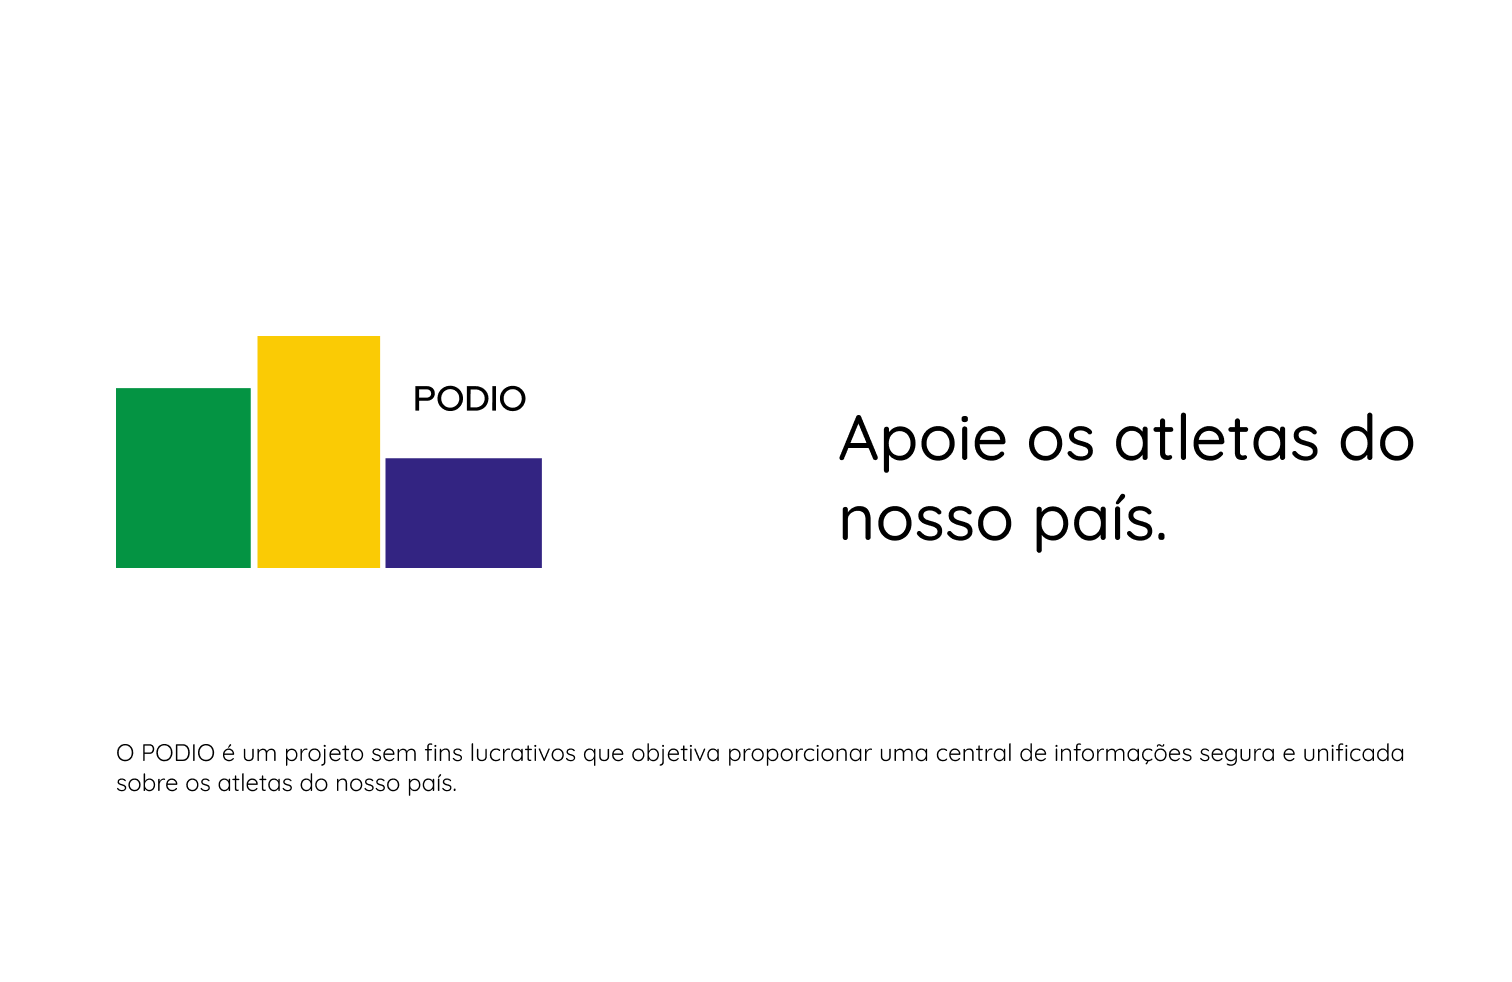 PODIO
Apoie os atletas do
nosso país.
O PODIO é um projeto sem fins lucrativos que objetiva proporcionar uma central de informações segura e unificada
sobre os atletas do nosso país.